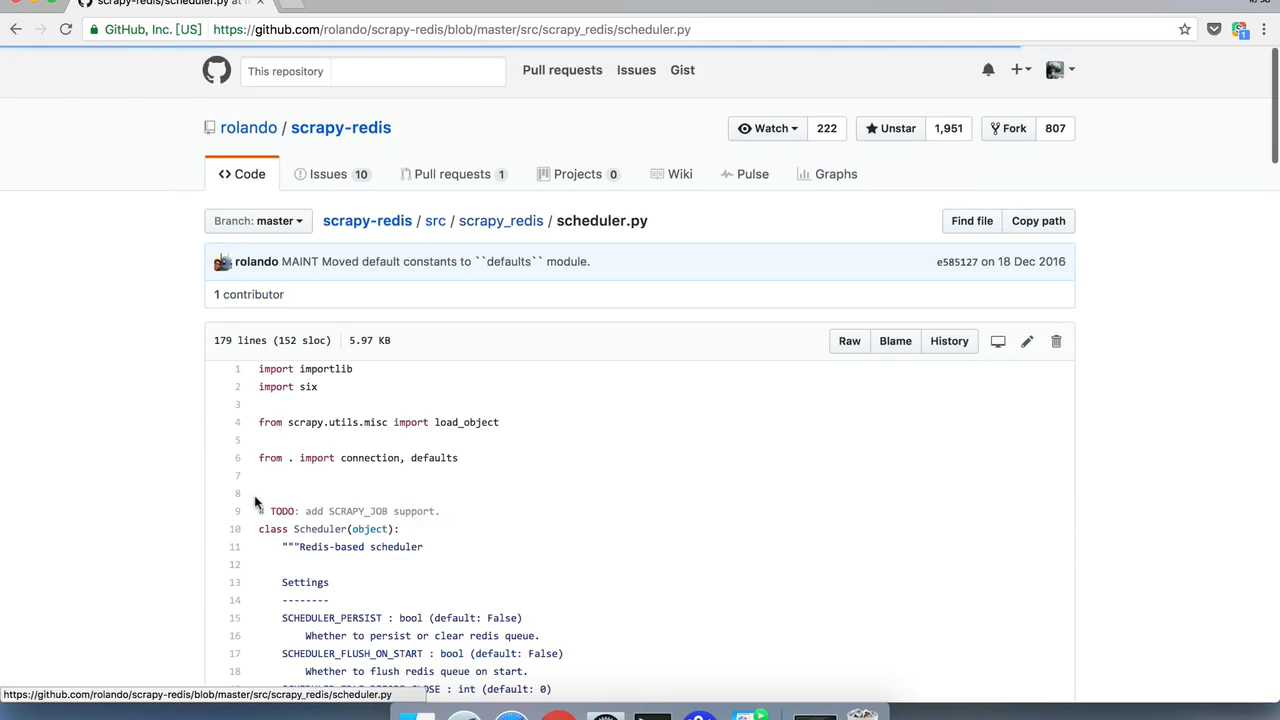 scheduler.py at
GitHub, Inc. [US] https://github.com/rolando/scrapy-redis/blob/master/src/scrapy_redis/scheduler.py
This repository Pull requests Issues Gist
rolando / scrapy-redis Watch 222 Unstar 1,951 Fork 807
<> Code Issues 10 Pull requests 1 Projects 0 Wiki Pulse Graphs
Branch: master scrapy-redis / src / scrapy_redis / scheduler.py Find file Copy path
rolando MAINT Moved default constants to ``defaults`` module. e585127 on 18 Dec 2016
1 contributor
179 lines (152 sloc) 5.97 KB Raw Blame History
1 import importlib
2 import six
3
4 from scrapy.utils.misc import load_object
5
6 from . import connection, defaults
7
8
9 # TODO: add SCRAPY_JOB support.
10 class Scheduler(object):
11 """Redis-based scheduler
12
13 Settings
14 --------
15 SCHEDULER_PERSIST : bool (default: False)
16 Whether to persist or clear redis queue.
17 SCHEDULER_FLUSH_ON_START : bool (default: False)
18 Whether to flush redis queue on start.
CLOSE : int (default: 0)
https://github.com/rolando/scrapy-redis/blob/master/src/scrapy_redis/scheduler.py